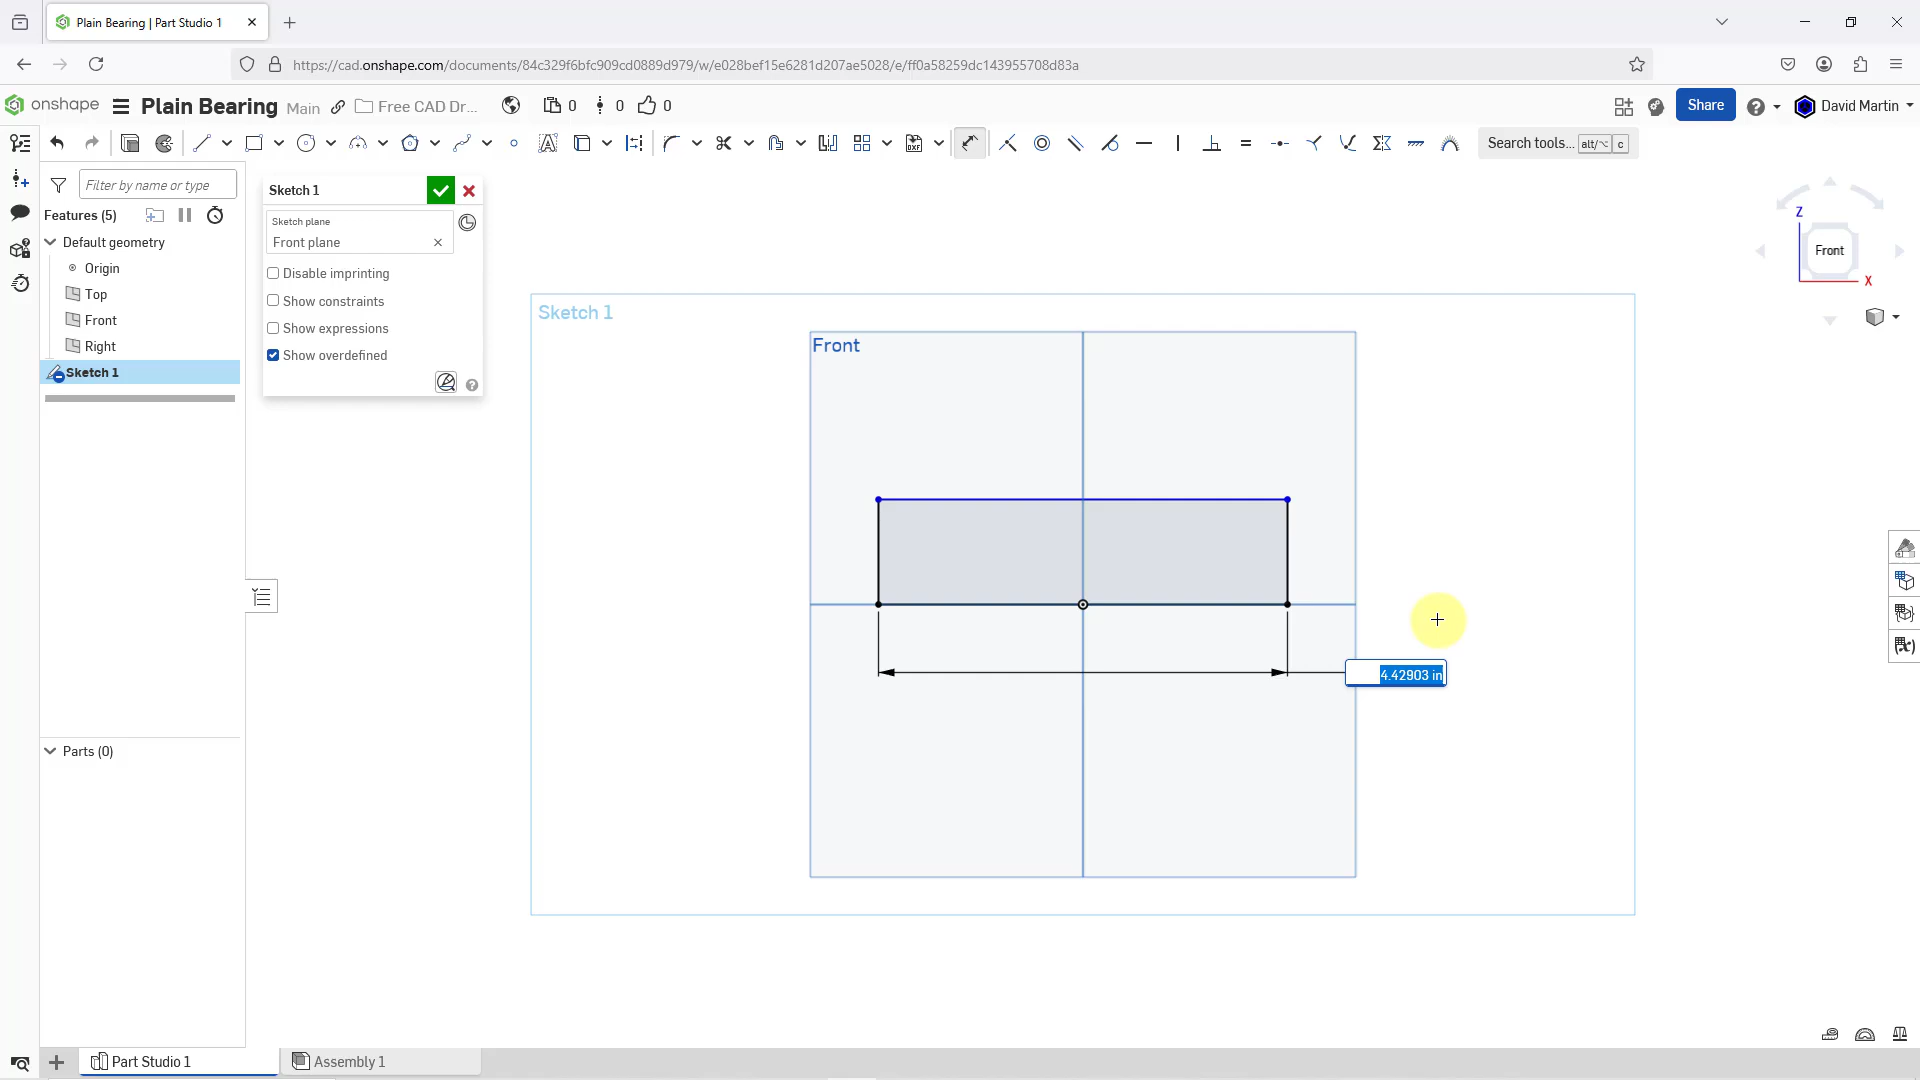 Plain Bearing | Part Studio 1
https://cad.onshape.com/documents/84c329f6bfc909cd0889d979/w/e028bef15e6281d207ae5028/e/ff0a58259dc143955708d83a
onshape
Plain Bearing Main
Free CAD Dr...
0 0 0
Share
David Martin
Search tools... alt/⌥ c
Filter by name or type
Features (5)
Default geometry
Origin
Top
Front
Right
Sketch 1
Parts (0)
Sketch 1
Sketch plane
Front plane
Disable imprinting
Show constraints
Show expressions
Show overdefined
Sketch 1
Front
4.42903 in
Z
Front
X
Part Studio 1
Assembly 1